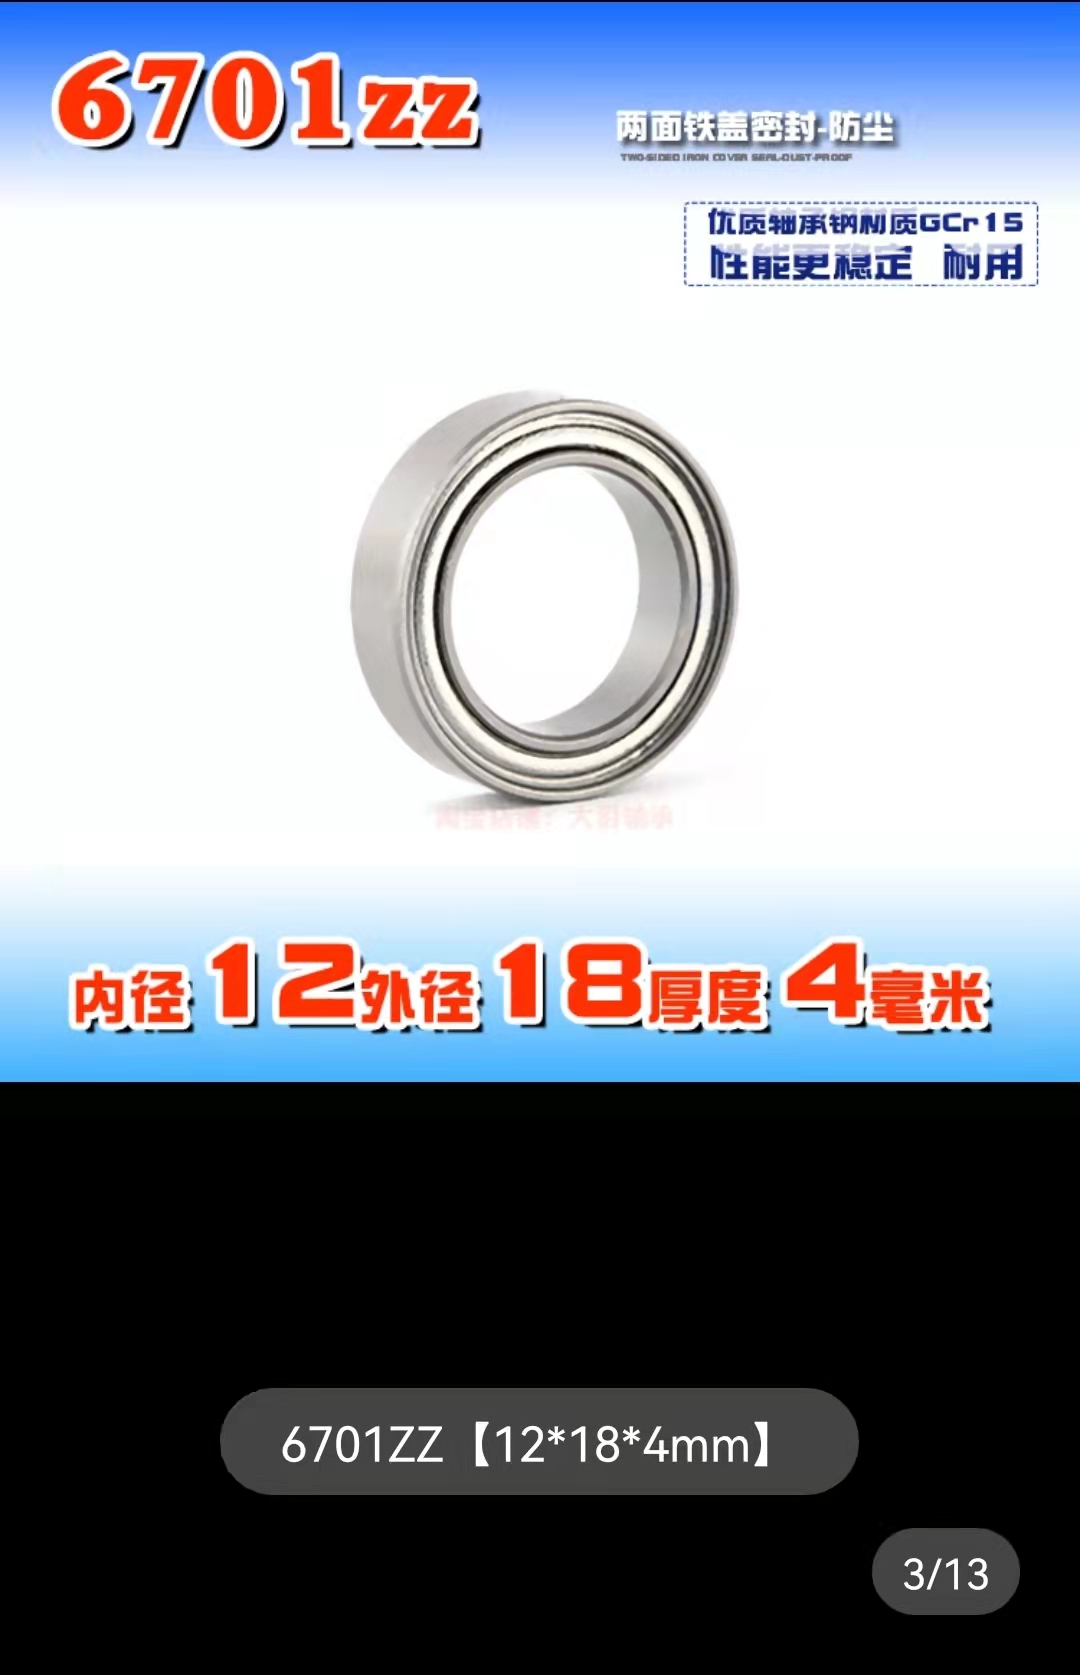 6701zz
两面铁盖密封-防尘
TWO-SIDED IRON COVER SEAL-DUST-PROOF
优质轴承钢材质GCr15
性能更稳定 耐用
内径12外径18厚度4毫米
6701ZZ【12*18*4mm】
3/13